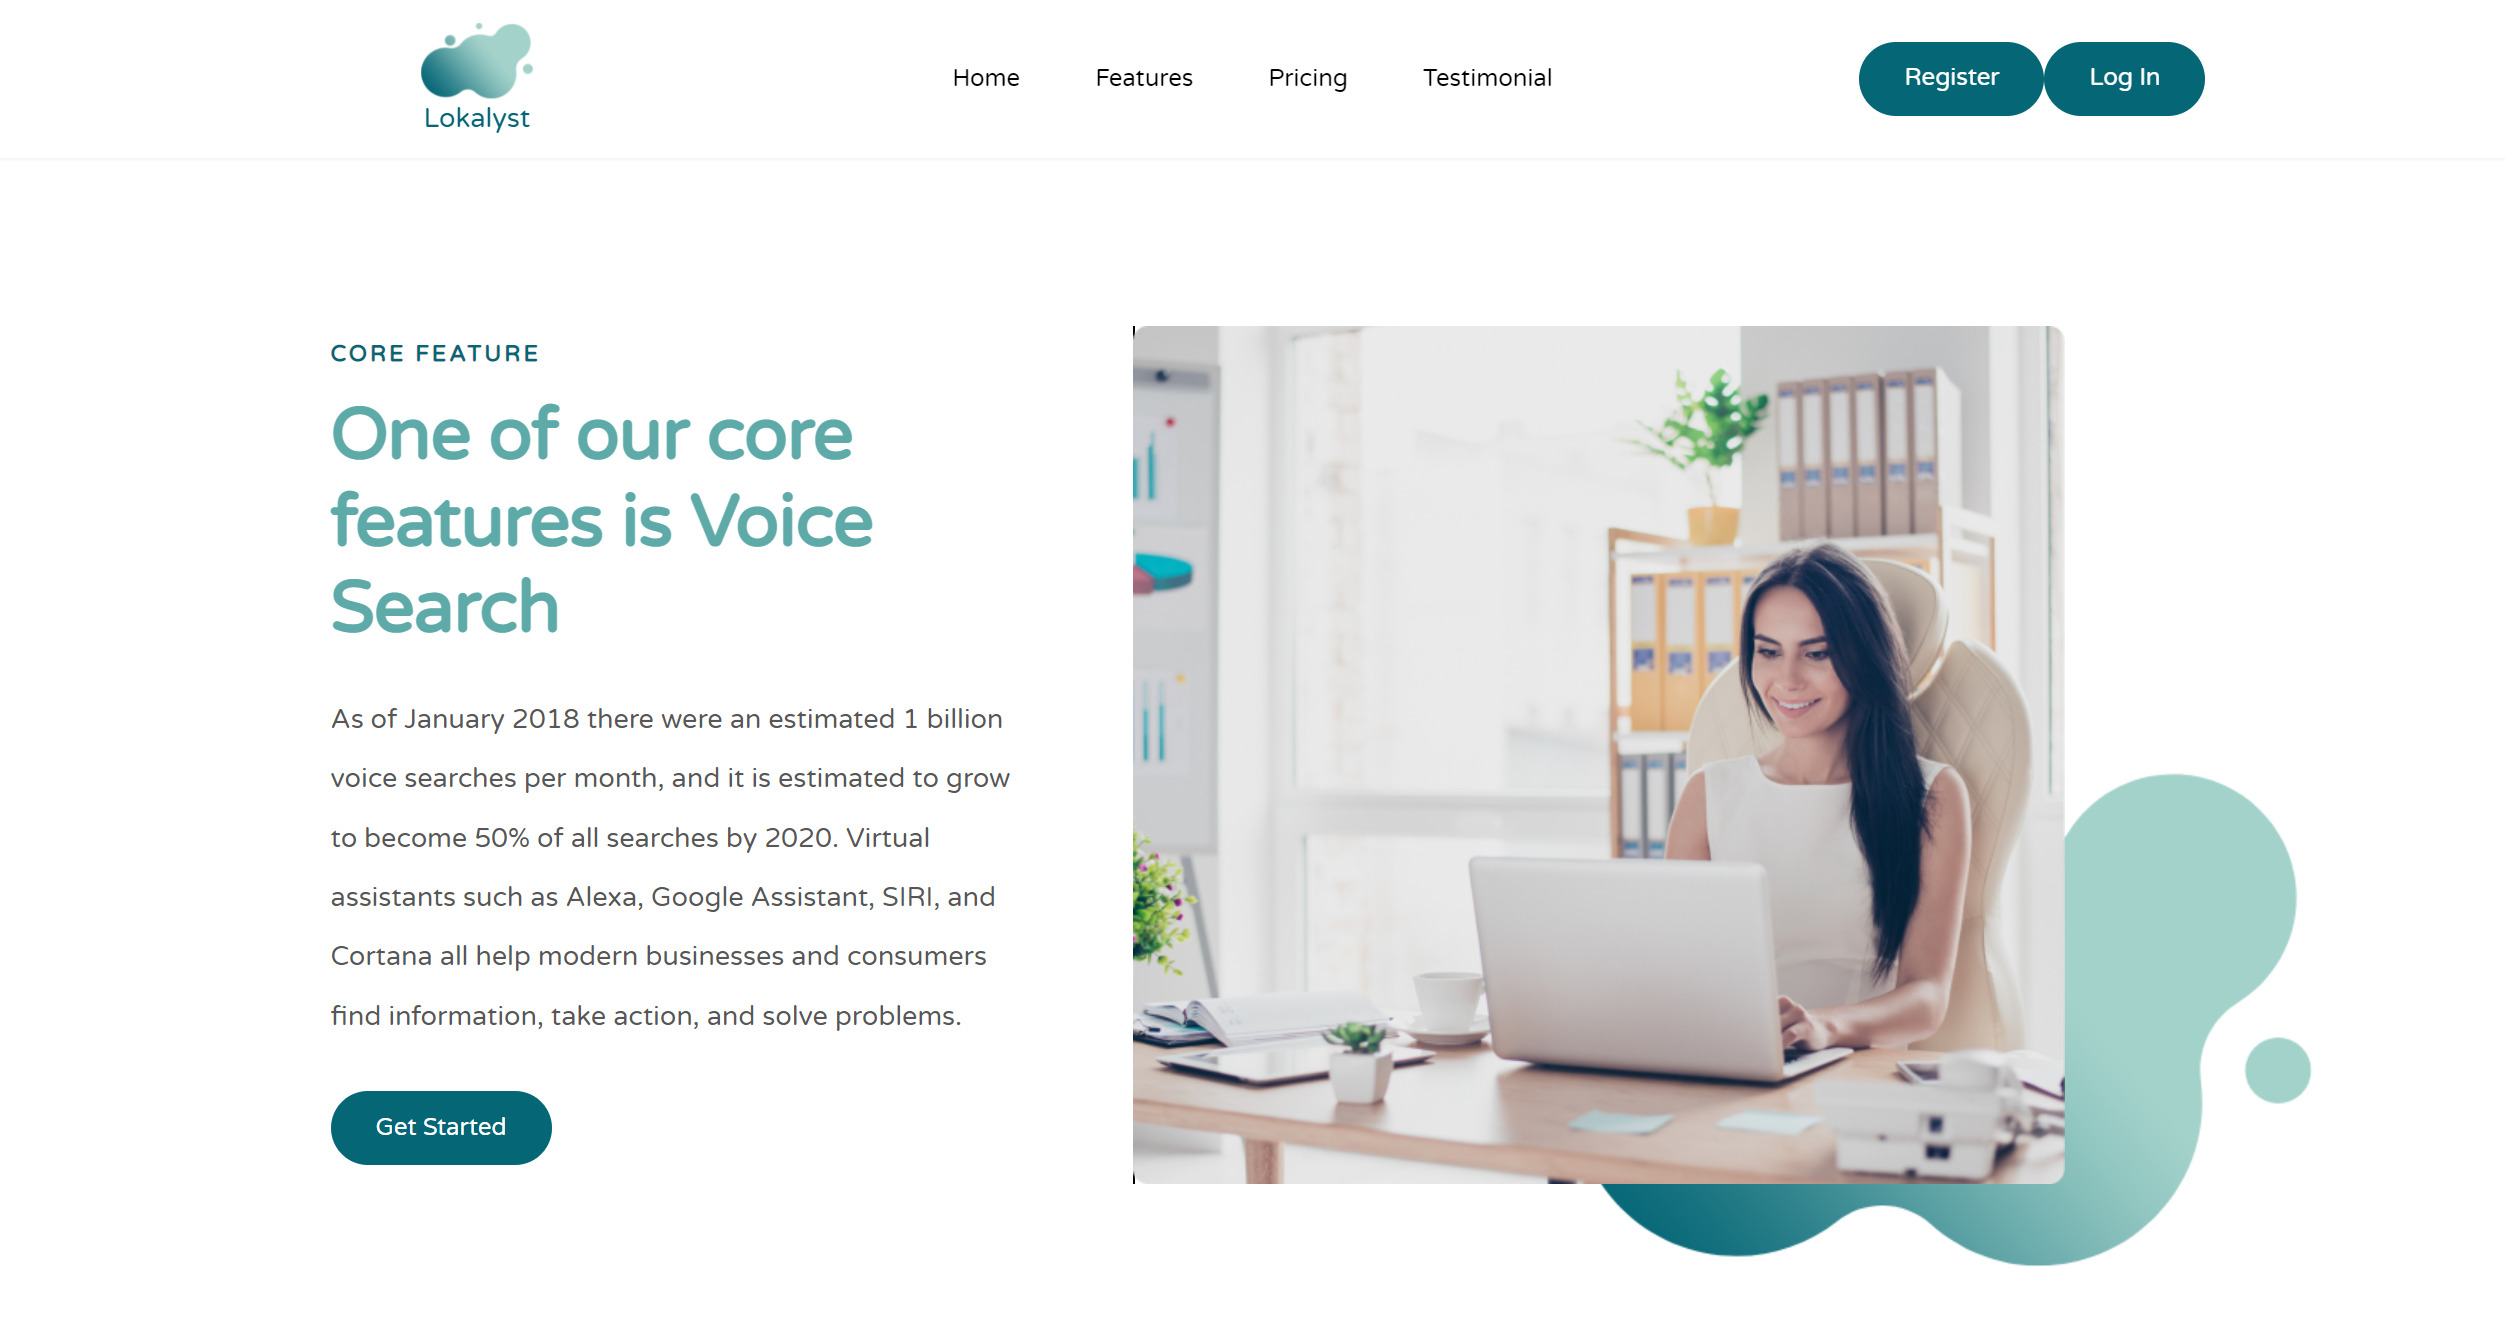 Lokalyst
Home
Features
Pricing
Testimonial
Register
Log In
CORE FEATURE
One of our core
features is Voice
Search
As of January 2018 there were an estimated 1 billion
voice searches per month, and it is estimated to grow
to become 50% of all searches by 2020. Virtual
assistants such as Alexa, Google Assistant, SIRI, and
Cortana all help modern businesses and consumers
find information, take action, and solve problems.
Get Started